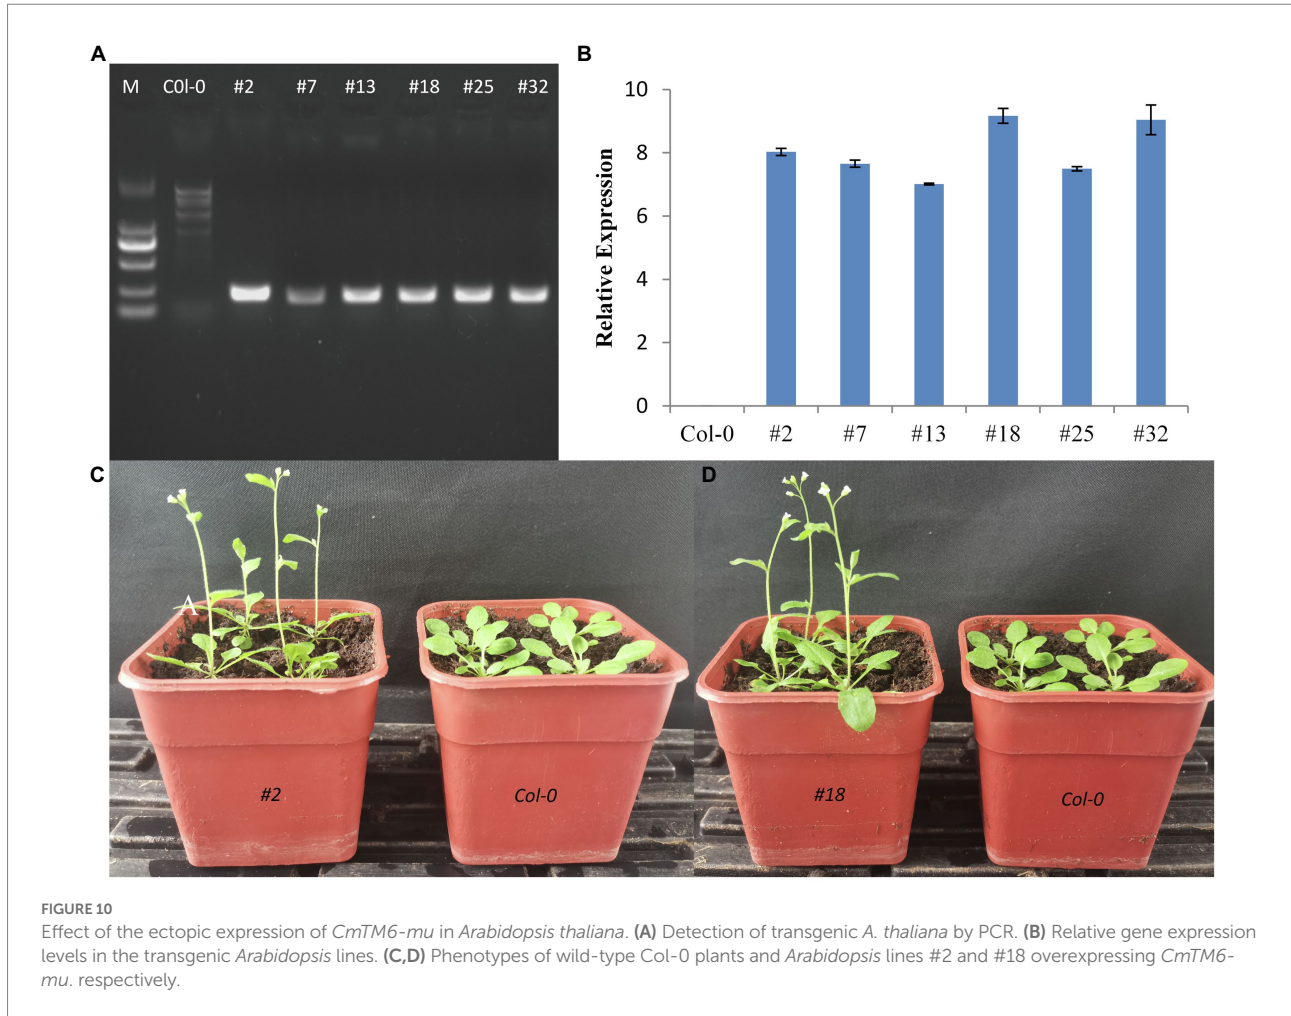 A
M C0l-0 #2 #7 #13 #18 #25 #32
B
Relative Expression
10
8
6
4
2
0
Col-0 #2 #7 #13 #18 #25 #32
C
A
#2
Col-0
D
#18
Col-0
FIGURE 10
Effect of the ectopic expression of CmTM6-mu in Arabidopsis thaliana. (A) Detection of transgenic A. thaliana by PCR. (B) Relative gene expression
levels in the transgenic Arabidopsis lines. (C,D) Phenotypes of wild-type Col-0 plants and Arabidopsis lines #2 and #18 overexpressing CmTM6-
mu. respectively.